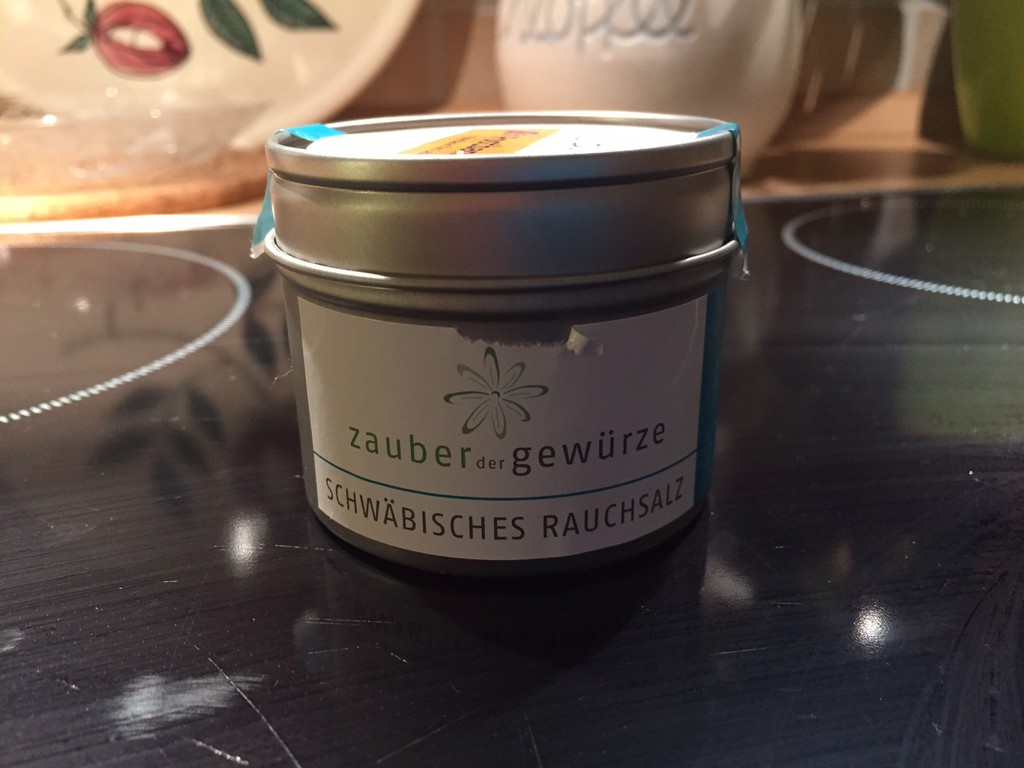 zauber der gewürze
SCHWÄBISCHES RAUCHSALZ